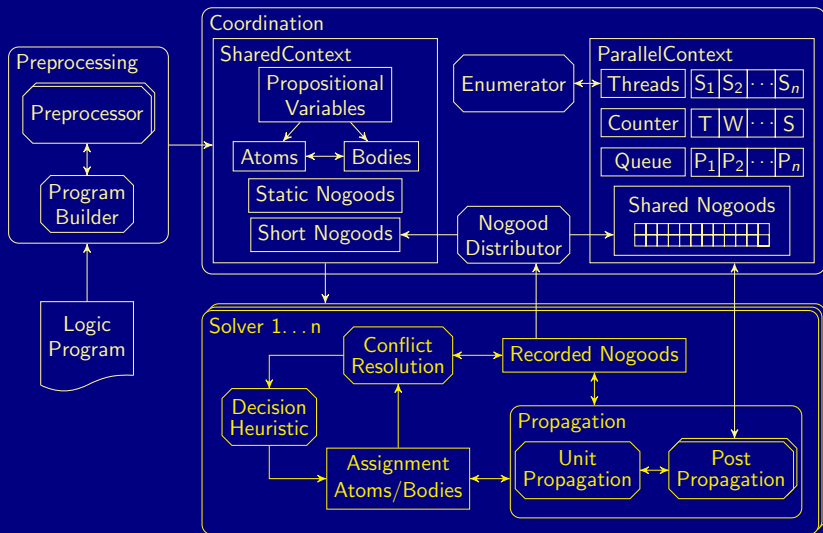 Coordination
Preprocessing
Preprocessor
Program
Builder
Logic
Program
SharedContext
Propositional
Variables
Atoms
Bodies
Static Nogoods
Short Nogoods
Enumerator
Nogood
Distributor
ParallelContext
Threads S₁ S₂ ⋯ Sₙ
Counter T W ⋯ S
Queue P₁ P₂ ⋯ Pₙ
Shared Nogoods
Solver 1…n
Conflict
Resolution
Recorded Nogoods
Decision
Heuristic
Assignment
Atoms/Bodies
Propagation
Unit
Propagation
Post
Propagation